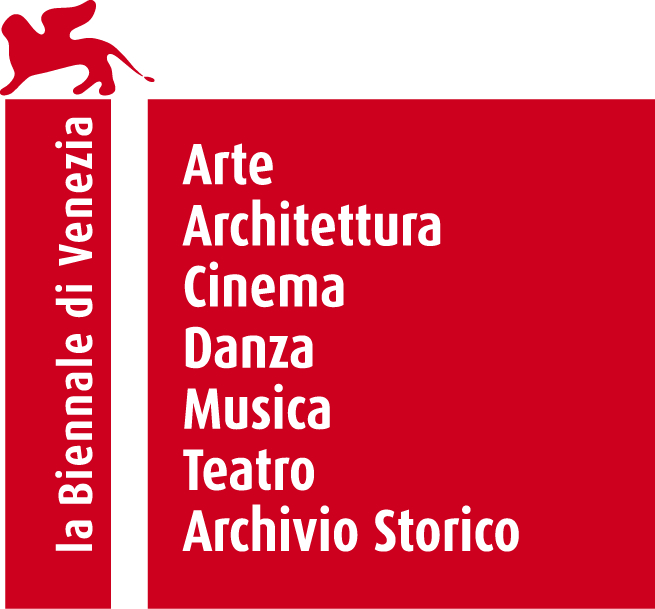 la Biennale di Venezia
Arte
Architettura
Cinema
Danza
Musica
Teatro
Archivio Storico